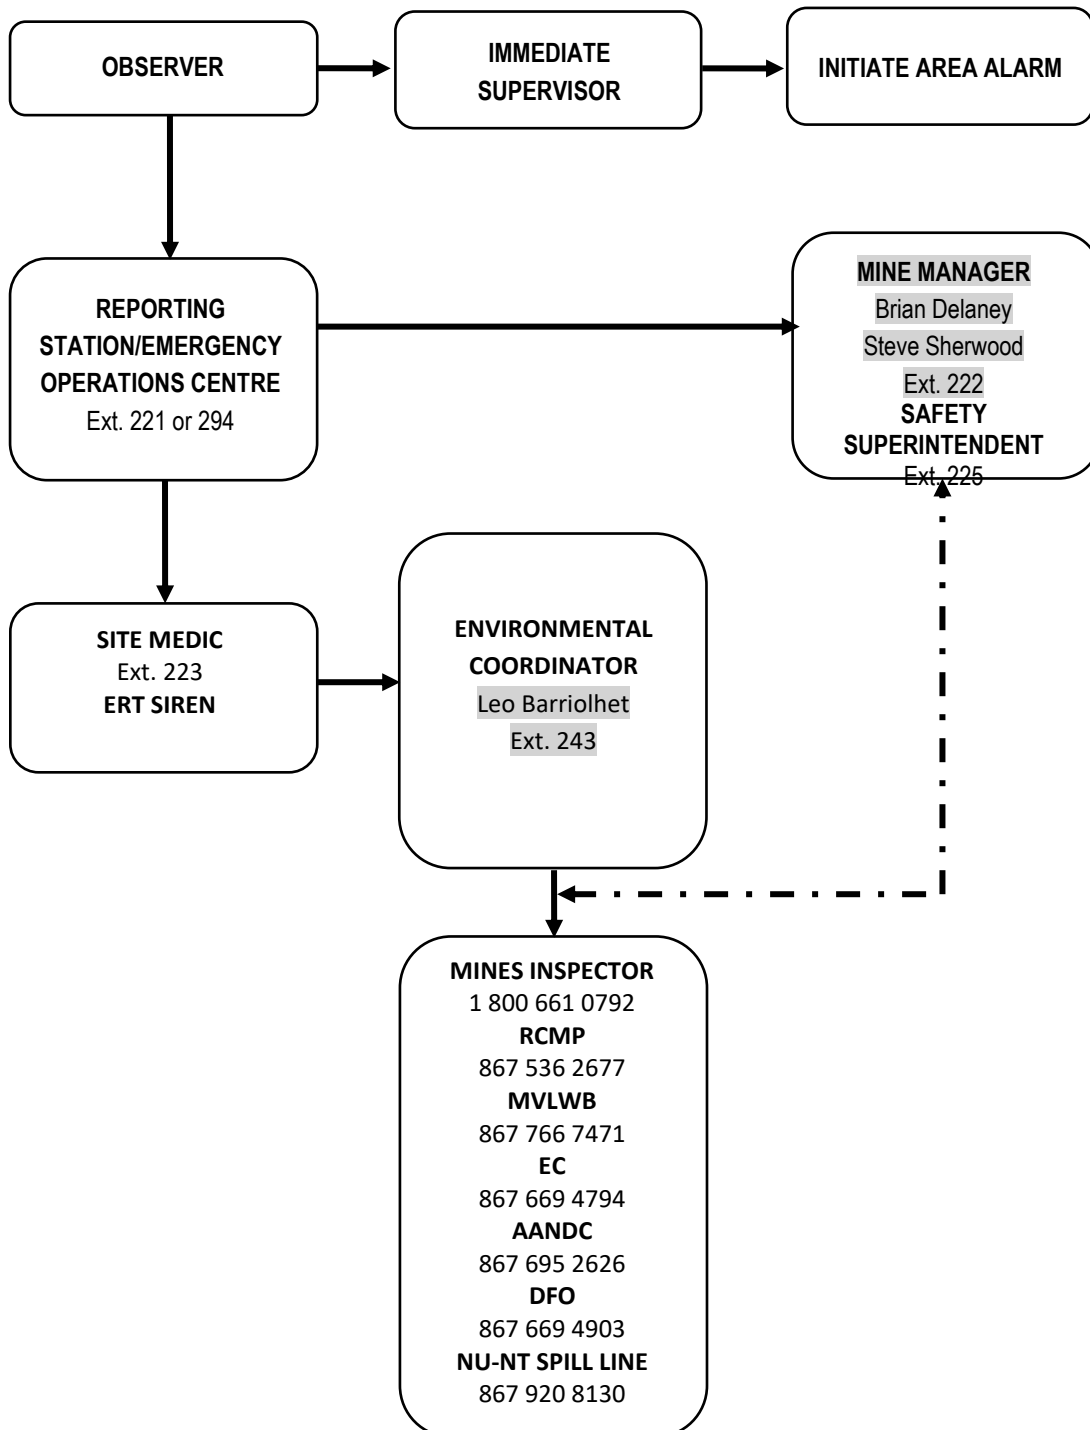 OBSERVER
IMMEDIATE
SUPERVISOR
INITIATE AREA ALARM
REPORTING
STATION/EMERGENCY
OPERATIONS CENTRE
Ext. 221 or 294
MINE MANAGER
Brian Delaney
Steve Sherwood
Ext. 222
SAFETY
SUPERINTENDENT
Ext. 225
SITE MEDIC
Ext. 223
ERT SIREN
ENVIRONMENTAL
COORDINATOR
Leo Barriolhet
Ext. 243
MINES INSPECTOR
1 800 661 0792
RCMP
867 536 2677
MVLWB
867 766 7471
EC
867 669 4794
AANDC
867 695 2626
DFO
867 669 4903
NU-NT SPILL LINE
867 920 8130